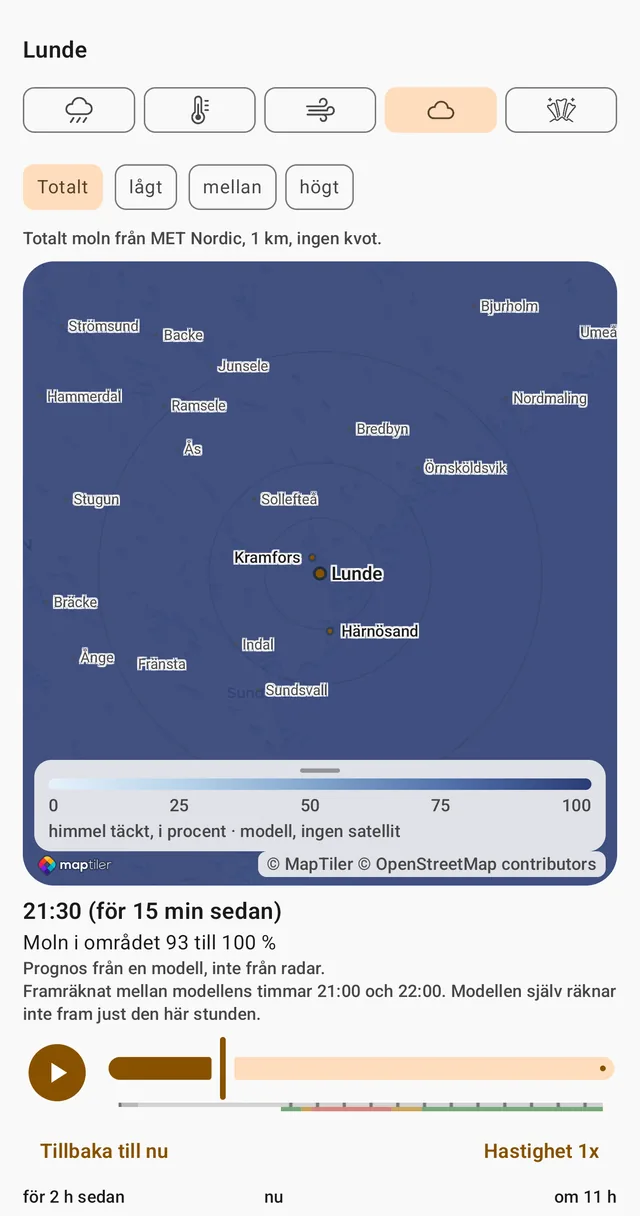 Lunde
Totalt lågt mellan högt
Totalt moln från MET Nordic, 1 km, ingen kvot.
Bjurholm
Strömsund
Umeå
Backe
Junsele
Hammerdal
Nordmaling
Ramsele
Bredbyn
Ås
Örnsköldsvik
Stugun
Sollefteå
Kramfors
Lunde
Bräcke
Härnösand
Indal
Ånge
Fränsta
Sundsvall
0 25 50 75 100
himmel täckt, i procent · modell, ingen satellit
maptiler
© MapTiler © OpenStreetMap contributors
21:30 (för 15 min sedan)
Moln i området 93 till 100 %
Prognos från en modell, inte från radar.
Framräknat mellan modellens timmar 21:00 och 22:00. Modellen själv räknar
inte fram just den här stunden.
Tillbaka till nu
Hastighet 1x
för 2 h sedan
nu
om 11 h